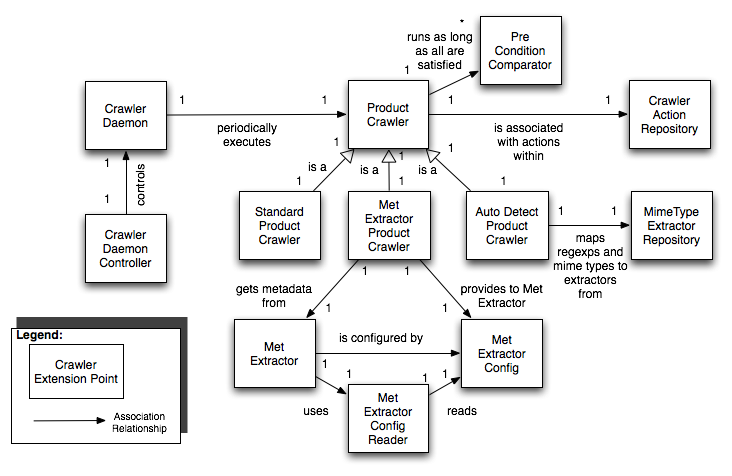 *
runs as long
as all are
satisfied
1
Pre
Condition
Comparator
Crawler
Daemon
1
periodically
executes
1
Product
Crawler
1
is associated
with actions
within
1
Crawler
Action
Repository
1
controls
1
Crawler
Daemon
Controller
1
is a
1
1
is a
1
1
is a
1
Standard
Product
Crawler
Met
Extractor
Product
Crawler
Auto Detect
Product
Crawler
1
1
maps
regexps and
mime types to
extractors
from
MimeType
Extractor
Repository
1
gets metadata
from
1
1
provides to Met
Extractor
1
Met
Extractor
is configured by
Met
Extractor
Config
1
uses
1
Met
Extractor
Config
Reader
1
reads
1
Legend:
Crawler
Extension Point
Association
Relationship